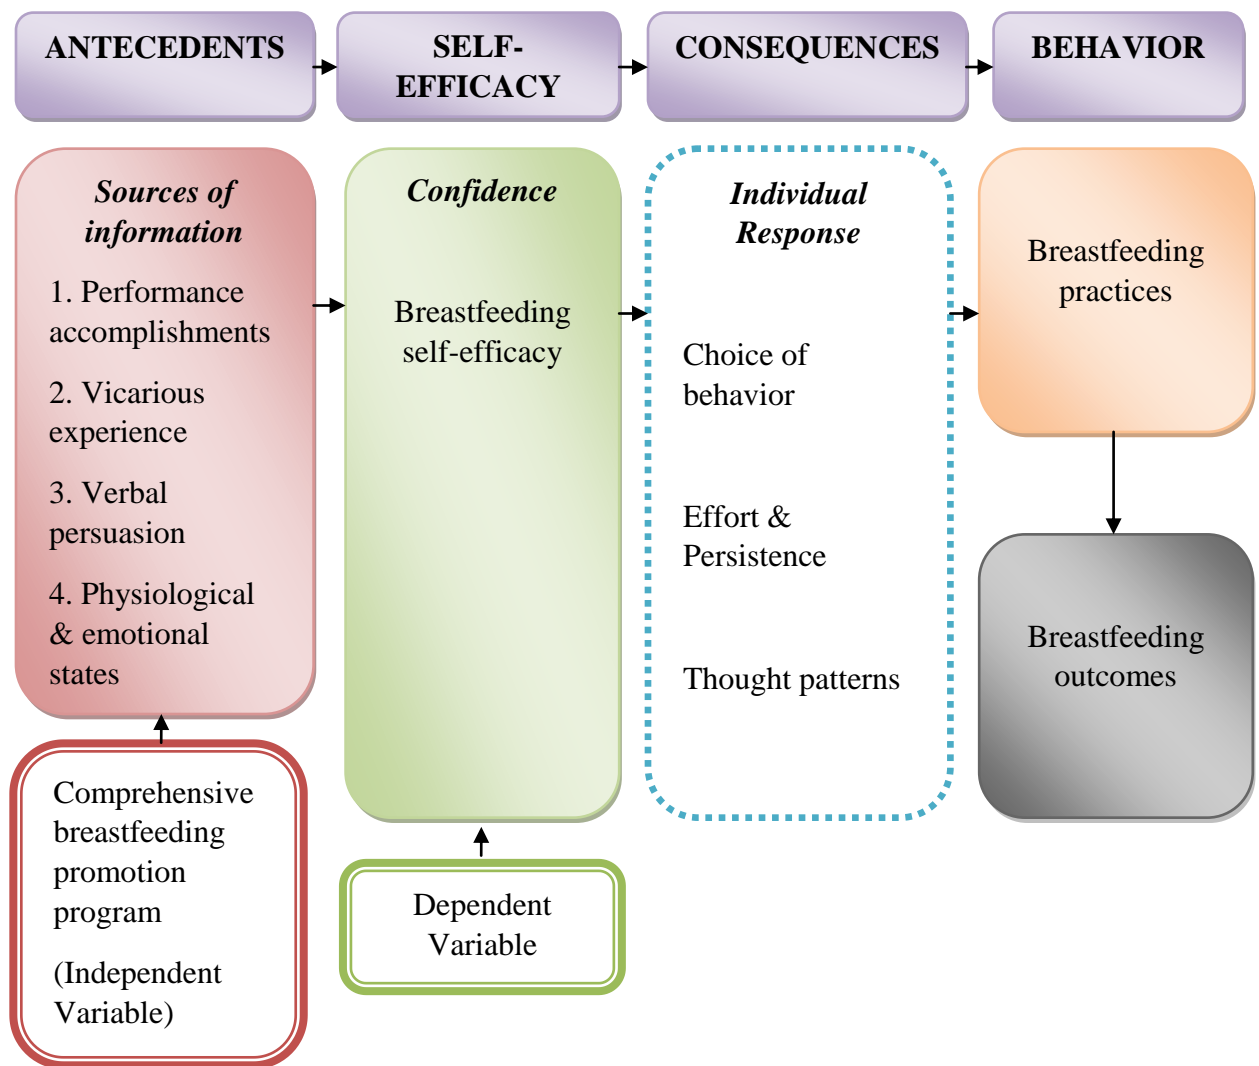 ANTECEDENTS
SELF-
EFFICACY
CONSEQUENCES
BEHAVIOR
Sources of
information
1. Performance
accomplishments
2. Vicarious
experience
3. Verbal
persuasion
4. Physiological
& emotional
states
Comprehensive
breastfeeding
promotion
program
(Independent
Variable)
Confidence
Breastfeeding
self-efficacy
Dependent
Variable
Individual
Response
Choice of
behavior
Effort &
Persistence
Thought patterns
Breastfeeding
practices
Breastfeeding
outcomes